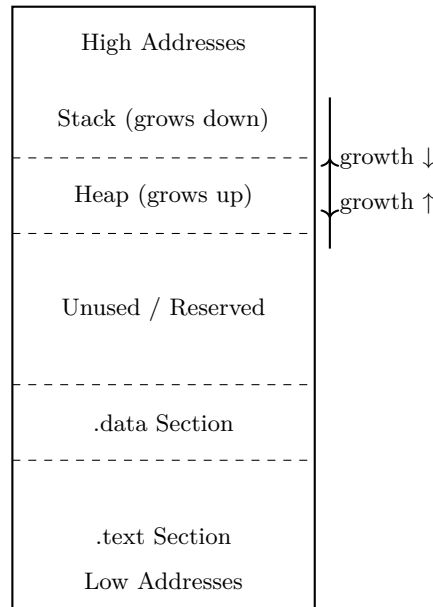 High Addresses
Stack (grows down)
growth ↓
Heap (grows up)
growth ↑
Unused / Reserved
.data Section
.text Section
Low Addresses